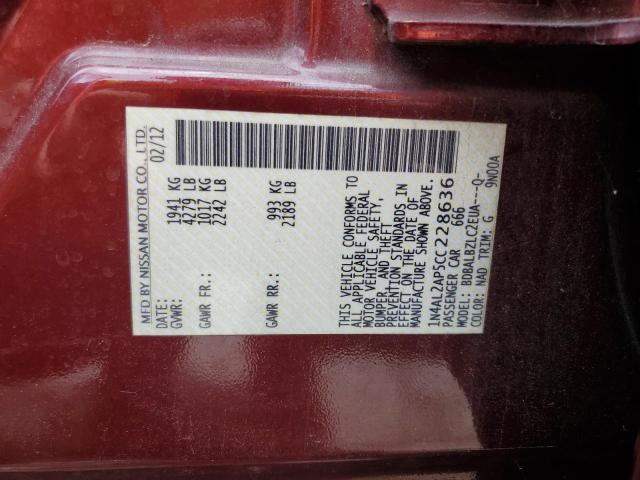 MFD BY NISSAN MOTOR CO., LTD.
DATE: 02/12
GVWR: 1941 KG
4279 LB
GAWR FR.: 1017 KG
2242 LB
GAWR RR.: 993 KG
2189 LB
THIS VEHICLE CONFORMS TO
ALL APPLICABLE FEDERAL
MOTOR VEHICLE SAFETY,
BUMPER, AND THEFT
PREVENTION STANDARDS IN
EFFECT ON THE DATE OF
MANUFACTURE SHOWN ABOVE.
1N4AL2AP5CC228636
PASSENGER CAR 666
MODEL: BDBALBZLC2EUA---Q-
COLOR: NAD TRIM: G 9N00A